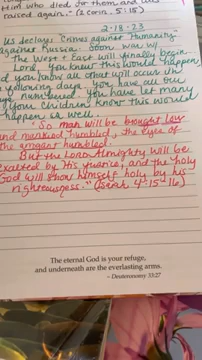 Him who died for them and was
raised again." (2 Corin. 5:15)
2·18·23
US declares Crimes against Humanity
against Russia. Soon war w/
The West & East will finally begin.
Lord, You knew this would happen,
d you know all that will occur the
following days. You have all our
numbered. You have let many
your children know this would
happen as well.
"So man will be brought low
and mankind humbled, the eyes of
the arrogant humbled.
But the Lord Almighty will be
exalted by His justice, and the holy
God will show himself holy by his
righteousness." (Isaiah 4:15-16)
The eternal God is your refuge,
and underneath are the everlasting arms.
~ Deuteronomy 33:27